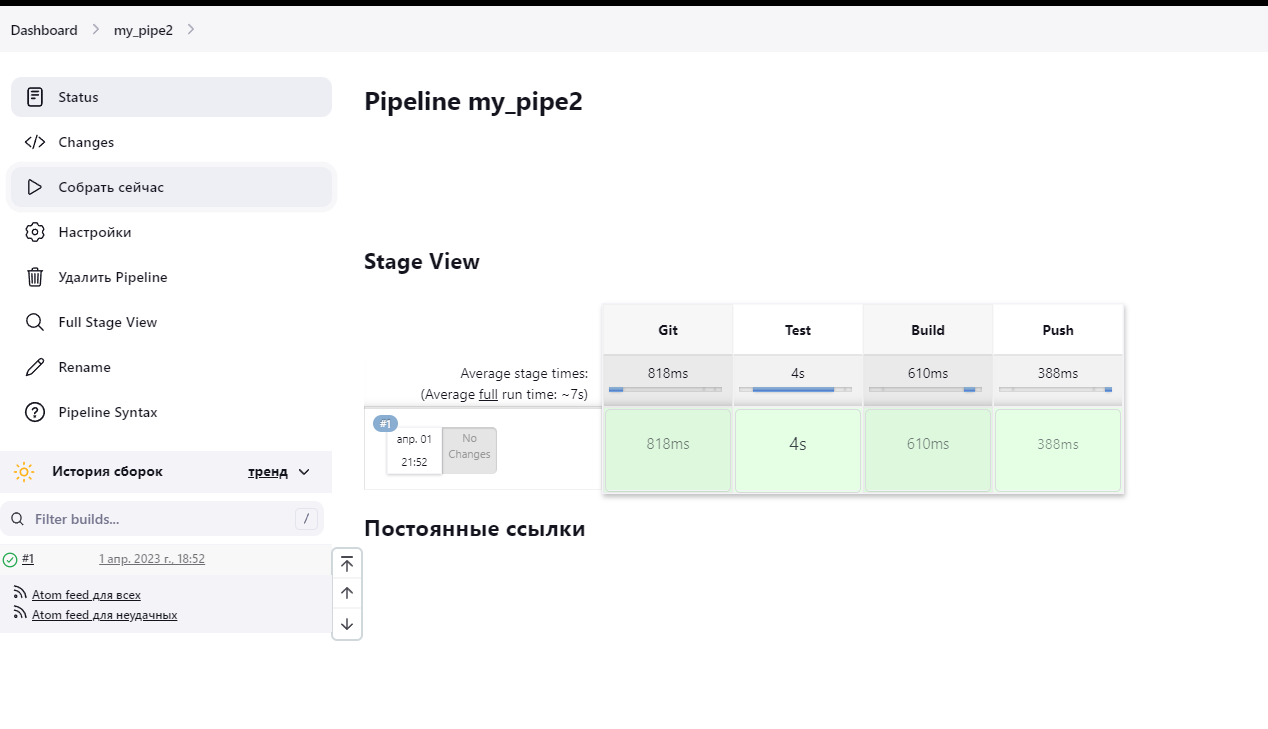 Dashboard
my_pipe2
Status
Changes
Собрать сейчас
Настройки
Удалить Pipeline
Full Stage View
Rename
Pipeline Syntax
История сборок
тренд
Filter builds...
/
#1
1 апр. 2023 г., 18:52
Atom feed для всех
Atom feed для неудачных
Pipeline my_pipe2
Stage View
Git Test Build Push
Average stage times: 818ms 4s 610ms 388ms
(Average full run time: ~7s)
#1
апр. 01
21:52
No
Changes
818ms 4s 610ms 388ms
Постоянные ссылки